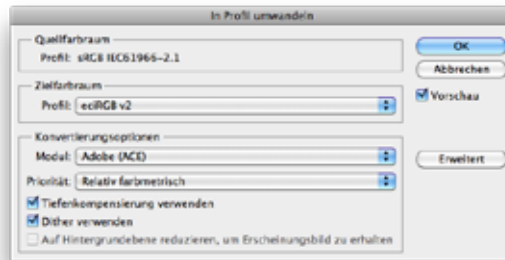 In Profil umwandeln
Quellfarbraum
Profil: sRGB IEC61966-2.1
Zielfarbraum
Profil: eciRGB v2
Konvertierungsoptionen
Modul: Adobe (ACE)
Priorität: Relativ farbmetrisch
Tiefenkompensierung verwenden
Dither verwenden
Auf Hintergrundebene reduzieren, um Erscheinungsbild zu erhalten
OK
Abbrechen
Vorschau
Erweitert